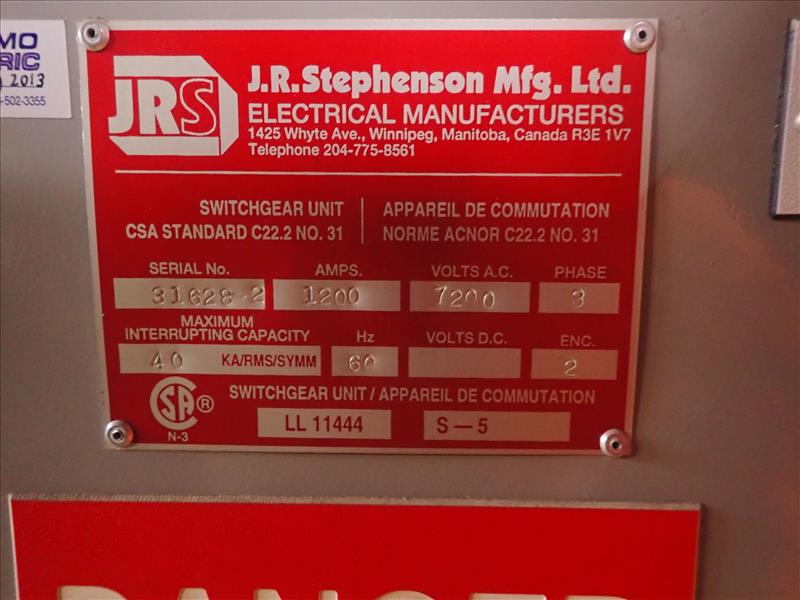 MO
RIC
2013
-502-3355
JRS
J.R.Stephenson Mfg. Ltd.
ELECTRICAL MANUFACTURERS
1425 Whyte Ave., Winnipeg, Manitoba, Canada R3E 1V7
Telephone 204-775-8561
SWITCHGEAR UNIT APPAREIL DE COMMUTATION
CSA STANDARD C22.2 NO. 31 NORME ACNOR C22.2 NO. 31
SERIAL No. AMPS. VOLTS A.C. PHASE
31628-2 1200 7200 3
MAXIMUM
INTERRUPTING CAPACITY Hz VOLTS D.C. ENC.
40 KA/RMS/SYMM 60 2
CSA ®
N-3
SWITCHGEAR UNIT / APPAREIL DE COMMUTATION
LL 11444 S—5
DANGER